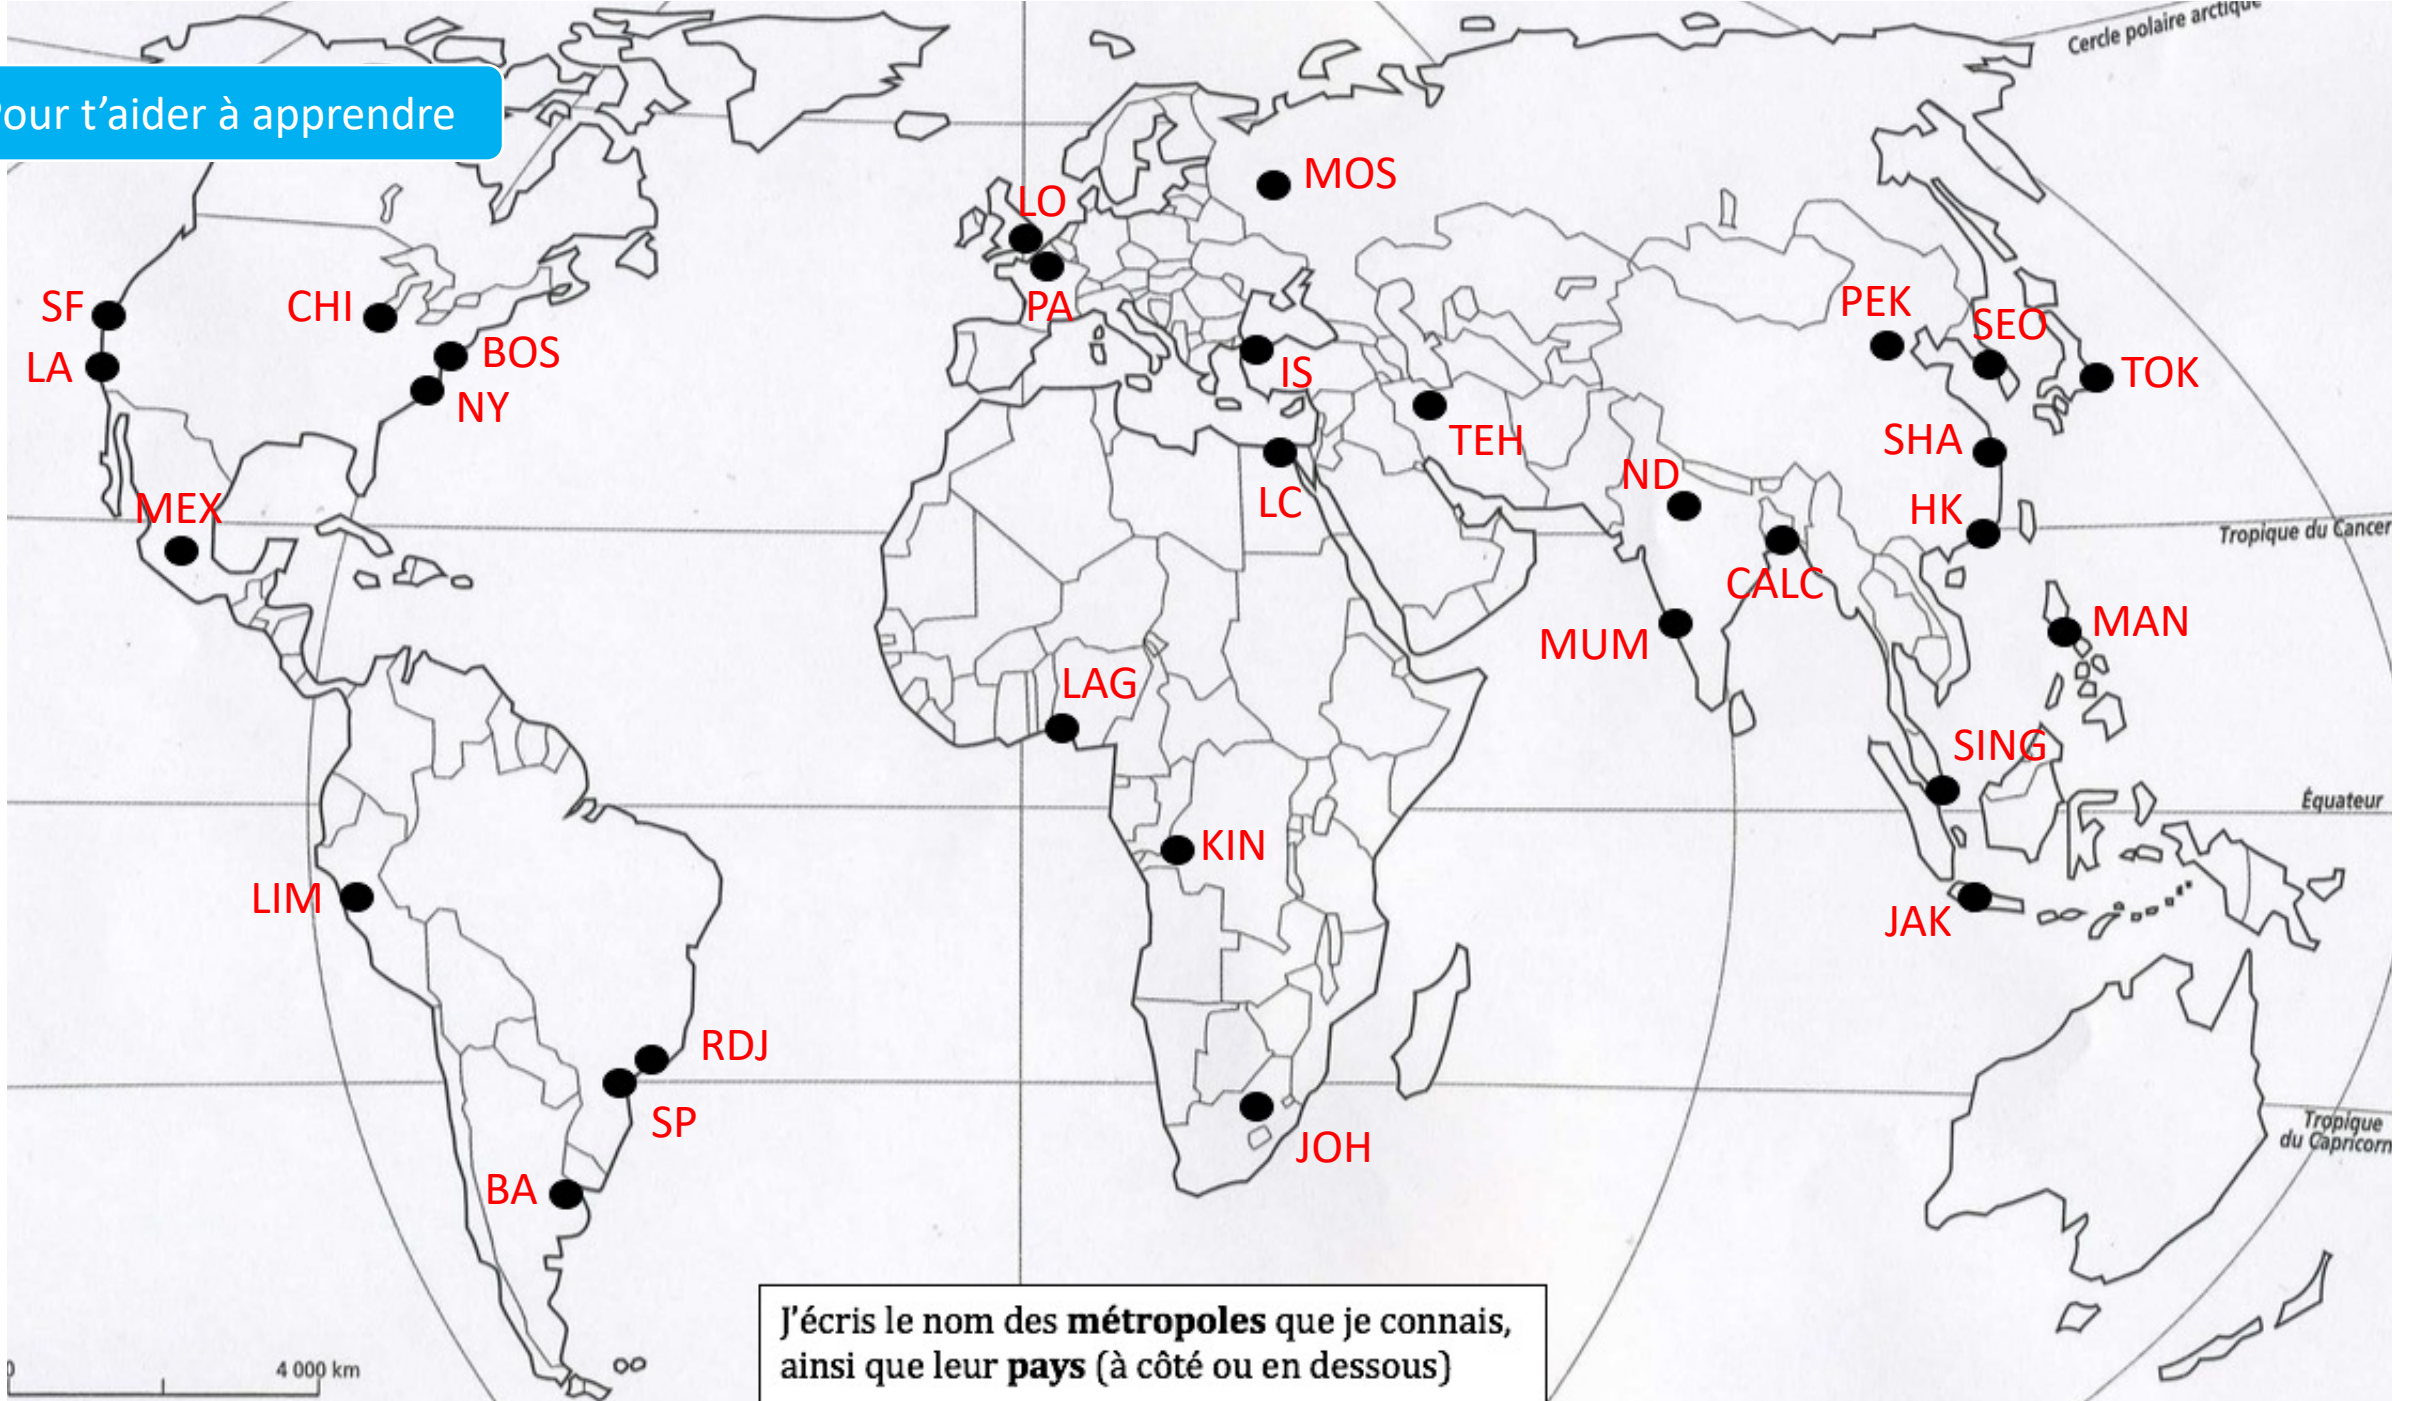 Cercle polaire arctique
our t’aider à apprendre
MOS
LO
SF
CHI
PA
PEK
SEO
LA
BOS
IS
TOK
NY
TEH
SHA
ND
LC
MEX
HK
Tropique du Cancer
CALC
MUM
MAN
LAG
SING
Équateur
KIN
LIM
JAK
RDJ
SP
Tropique
du Capricorn
JOH
BA
J’écris le nom des métropoles que je connais,
ainsi que leur pays (à côté ou en dessous)
0 4 000 km